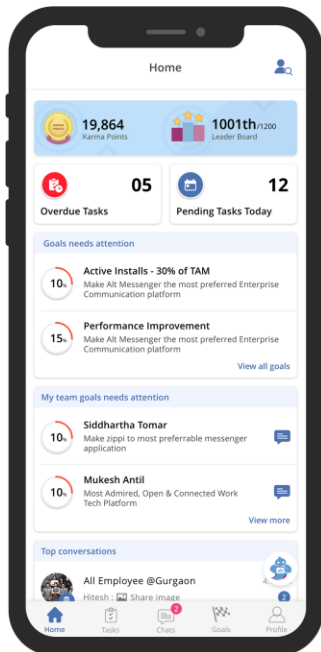 Home
19,864
Karma Points
1001th/1200
Leader Board
05
Overdue Tasks
12
Pending Tasks Today
Goals needs attention
10%
Active Installs - 30% of TAM
Make Alt Messenger the most preferred Enterprise
Communication platform
15%
Performance Improvement
Make Alt Messenger the most preferred Enterprise
Communication platform
View all goals
My team goals needs attention
10%
Siddhartha Tomar
Make zippi to most preferrable messenger
application
10%
Mukesh Antil
Most Admired, Open & Connected Work
Tech Platform
View more
Top conversations
All Employee @Gurgaon
Hitesh : Share image
2
2
Home
Tasks
Chats
Goals
Profile